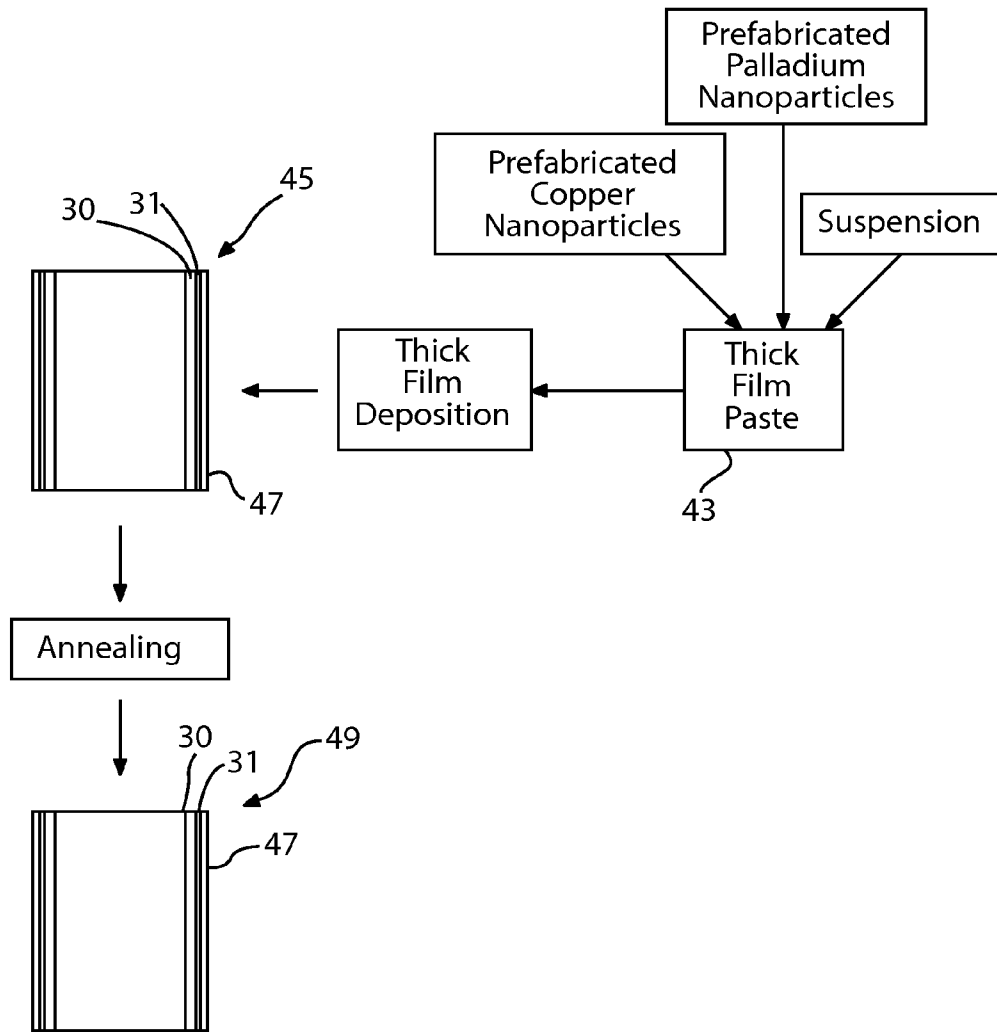 Prefabricated
Palladium
Nanoparticles
Prefabricated
Copper
Nanoparticles
Suspension
45
31
30
Thick
Film
Deposition
Thick
Film
Paste
47
43
Annealing
30
49
31
47